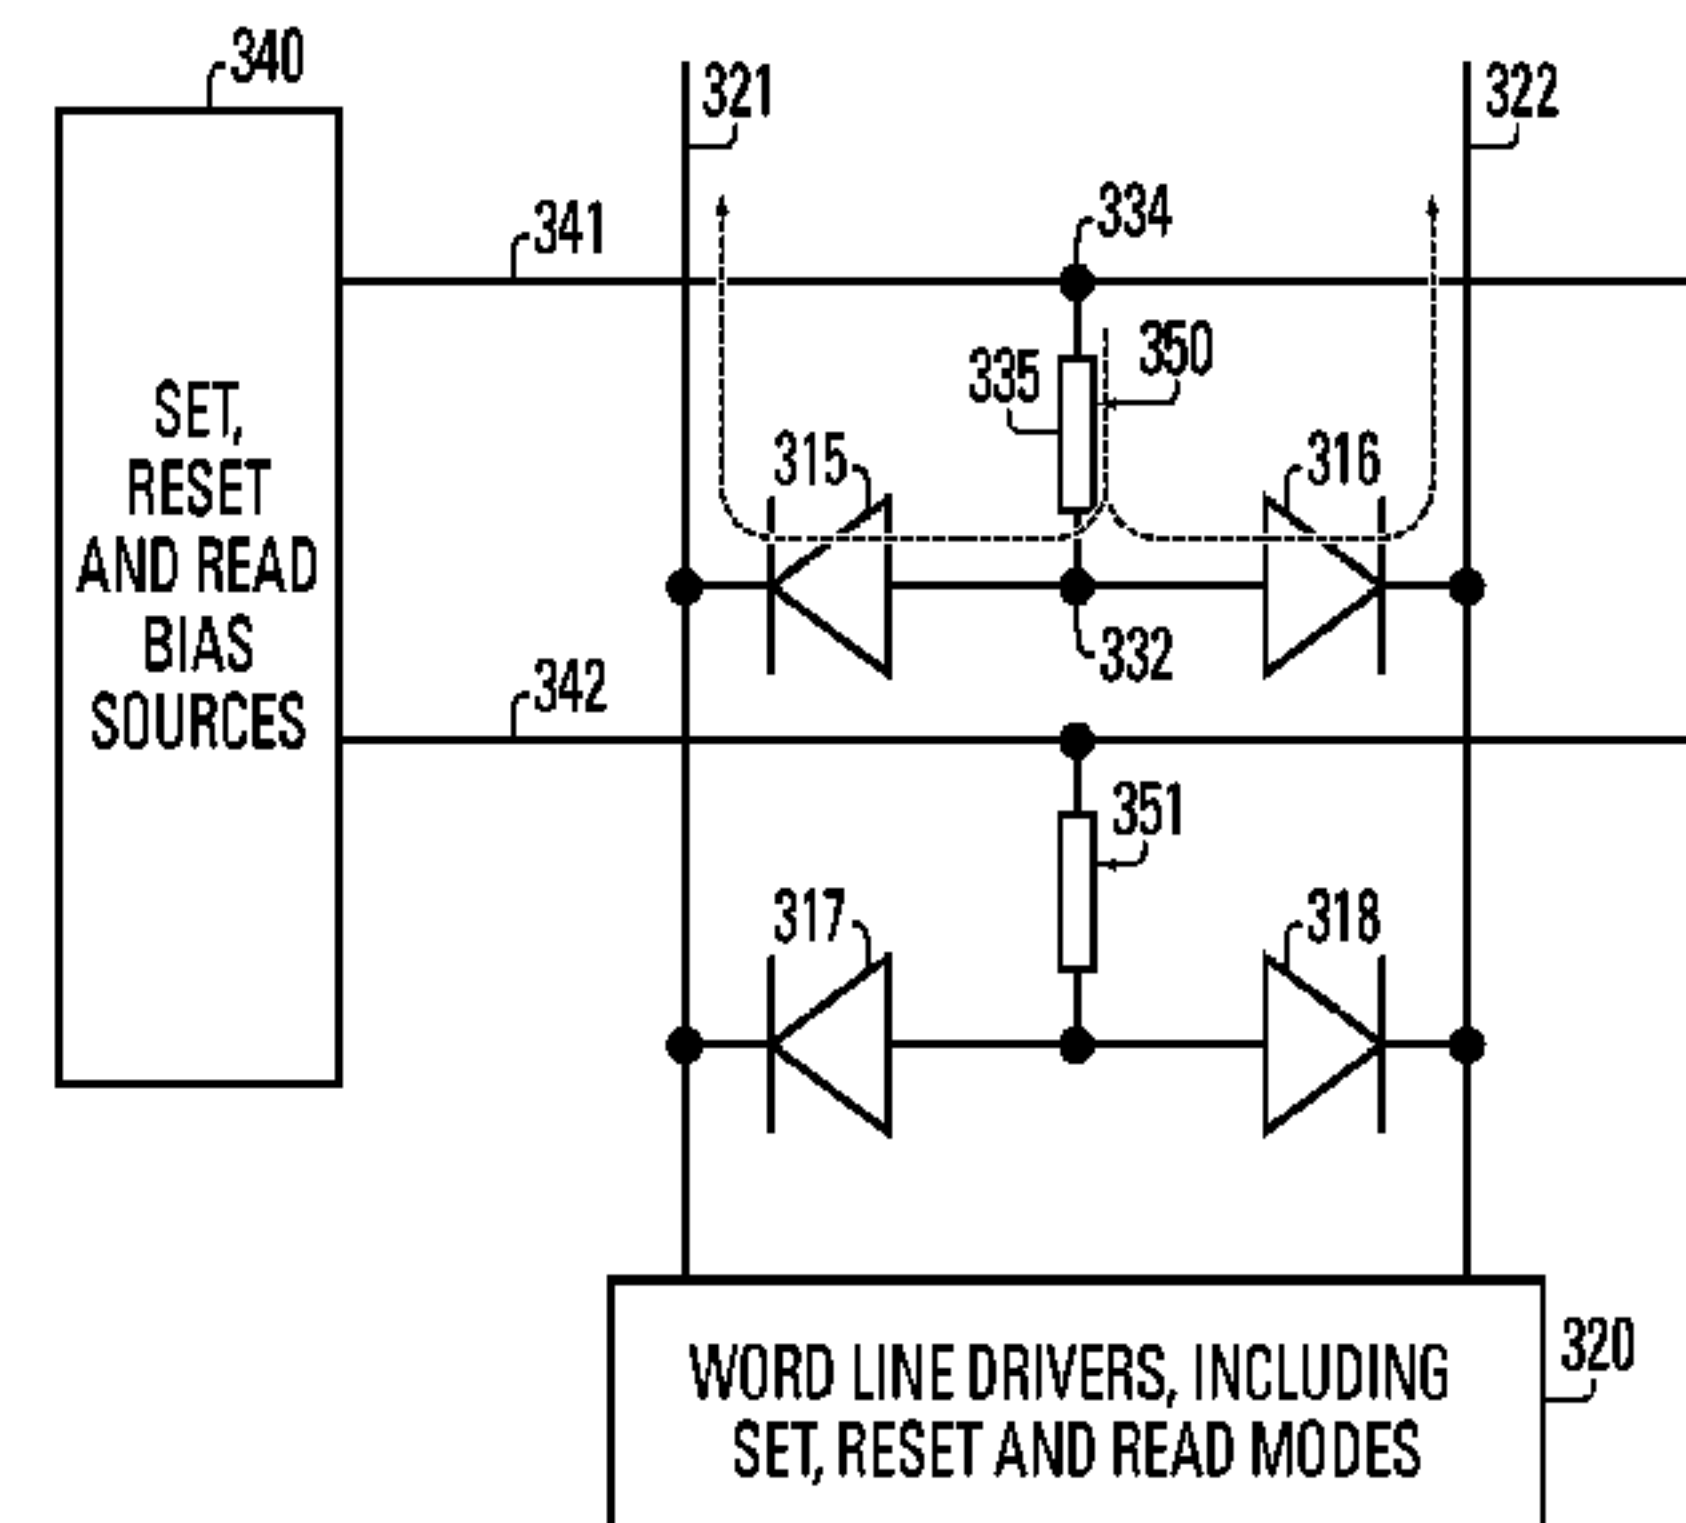 340
321
322
341
334
335
350
315
316
SET,
RESET
AND READ
BIAS
SOURCES
332
342
351
317
318
WORD LINE DRIVERS, INCLUDING
SET, RESET AND READ MODES
320